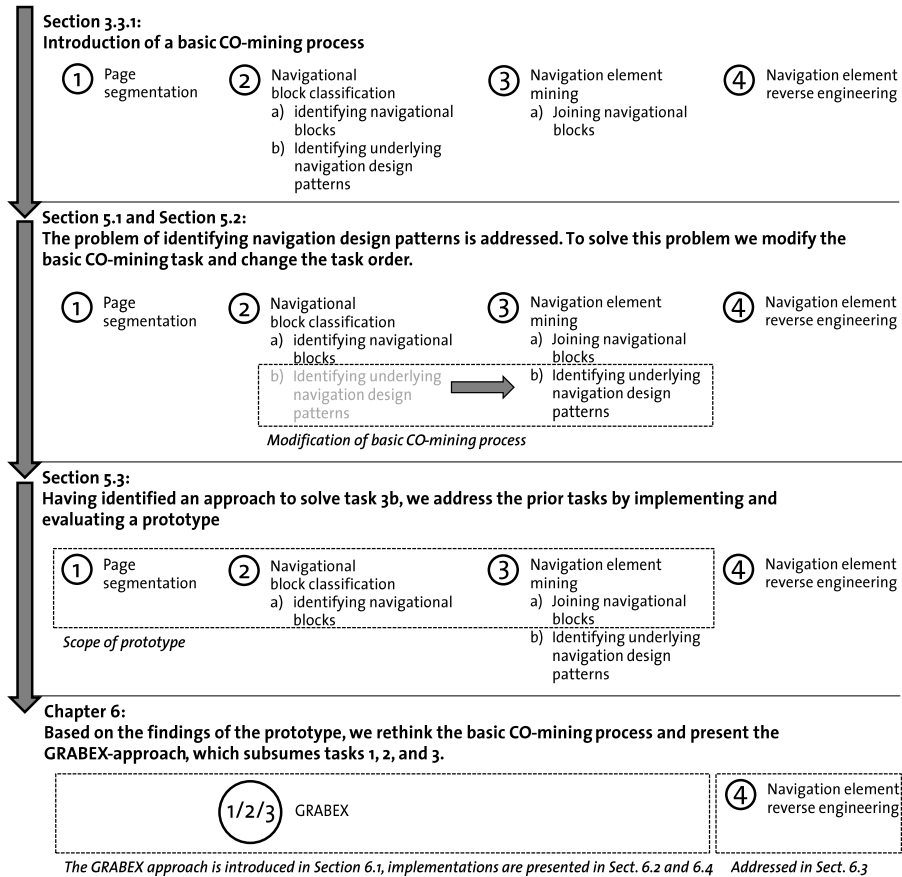 Section 3.3.1:
Introduction of a basic CO-mining process
1 Page
segmentation
2 Navigational
block classification
a) identifying navigational
blocks
b) Identifying underlying
navigation design
patterns
3 Navigation element
mining
a) Joining navigational
blocks
4 Navigation element
reverse engineering
Section 5.1 and Section 5.2:
The problem of identifying navigation design patterns is addressed. To solve this problem we modify the
basic CO-mining task and change the task order.
1 Page
segmentation
2 Navigational
block classification
a) identifying navigational
blocks
b) Identifying underlying
navigation design
patterns
3 Navigation element
mining
a) Joining navigational
blocks
b) Identifying underlying
navigation design
patterns
4 Navigation element
reverse engineering
Modification of basic CO-mining process
Section 5.3:
Having identified an approach to solve task 3b, we address the prior tasks by implementing and
evaluating a prototype
1 Page
segmentation
2 Navigational
block classification
a) identifying navigational
blocks
3 Navigation element
mining
a) Joining navigational
blocks
b) Identifying underlying
navigation design
patterns
4 Navigation element
reverse engineering
Scope of prototype
Chapter 6:
Based on the findings of the prototype, we rethink the basic CO-mining process and present the
GRABEX-approach, which subsumes tasks 1, 2, and 3.
1/2/3 GRABEX
4 Navigation element
reverse engineering
The GRABEX approach is introduced in Section 6.1, implementations are presented in Sect. 6.2 and 6.4
Addressed in Sect. 6.3